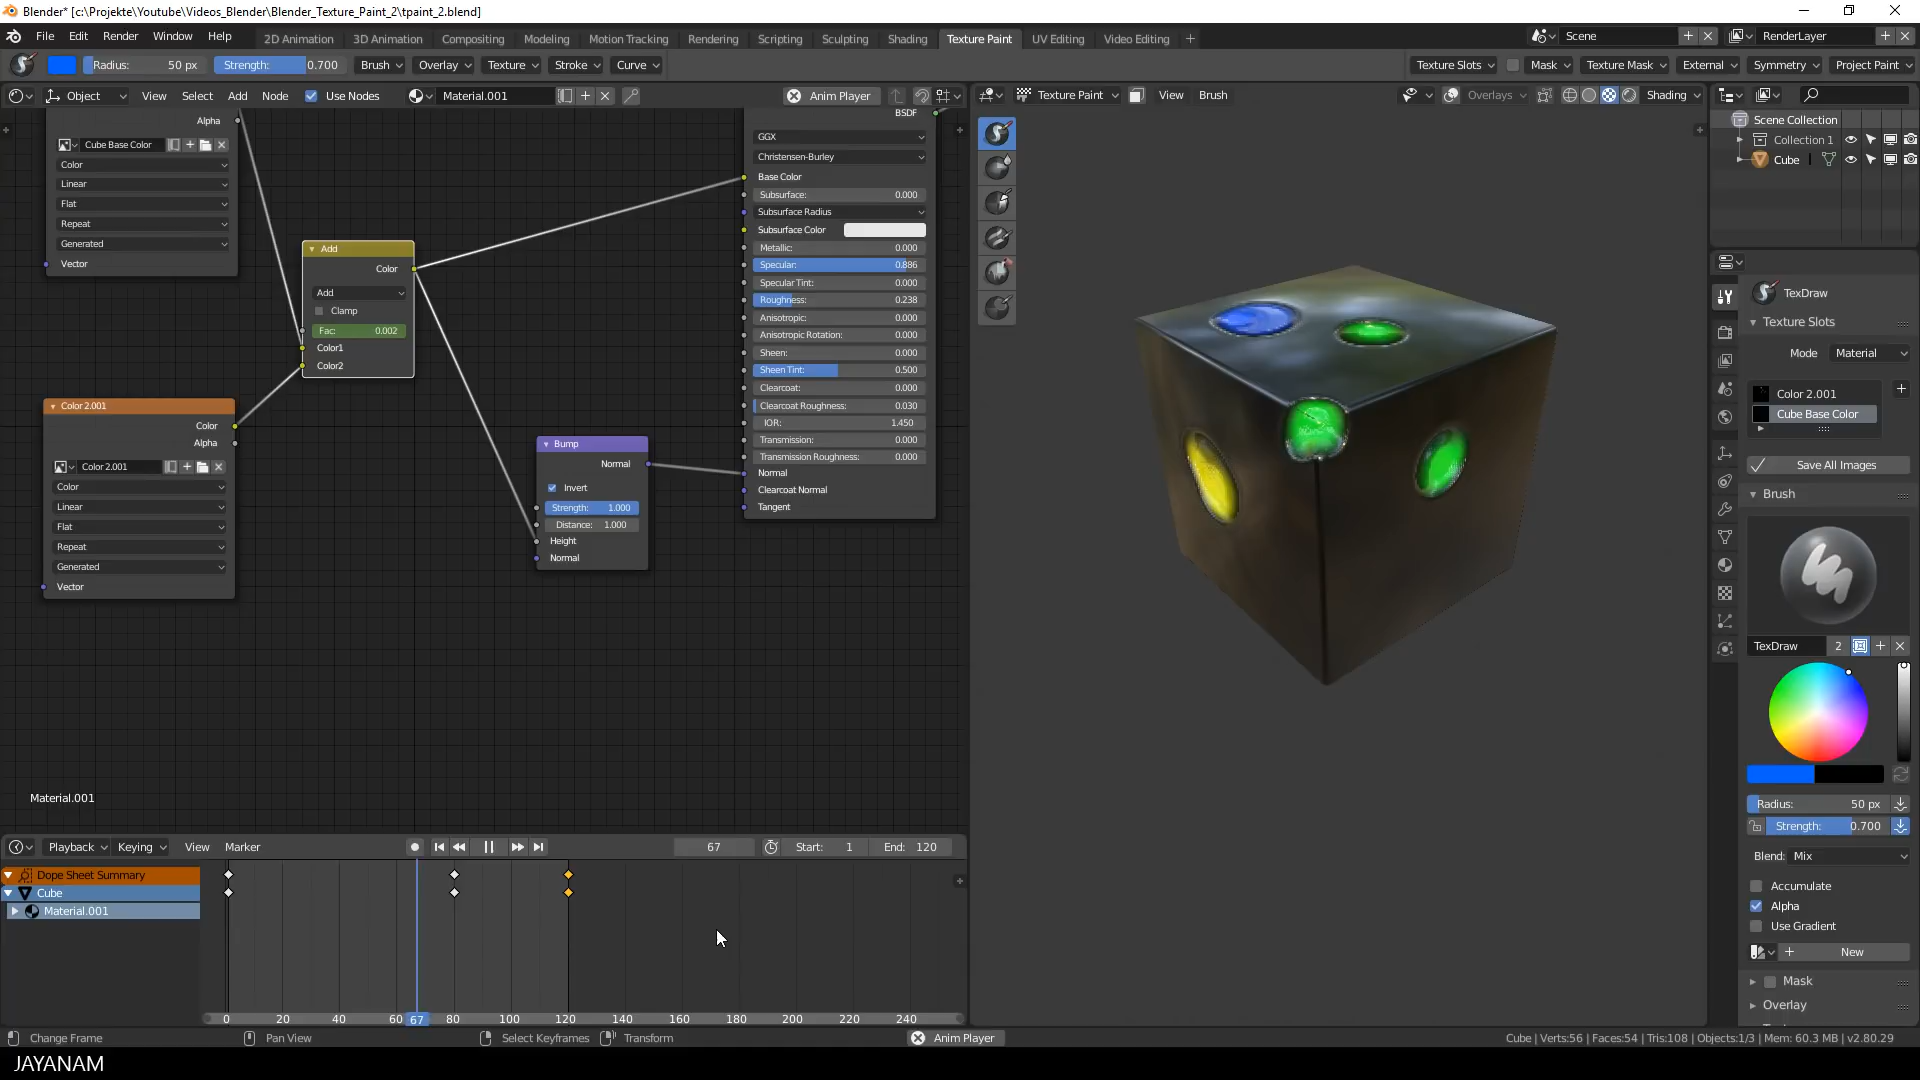 Blender* [c:\Projekte\Youtube\Videos_Blender\Blender_Texture_Paint_2\tpaint_2.blend]
File Edit Render Window Help 2D Animation 3D Animation Compositing Modeling Motion Tracking Rendering Scripting Sculpting Shading Texture Paint UV Editing Video Editing + Scene RenderLayer
Radius: 50 px Strength: 0.700 Brush Overlay Texture Stroke Curve Texture Slots Mask Texture Mask External Symmetry Project Paint
Object View Select Add Node Use Nodes Material.001 Anim Player Texture Paint View Brush Overlays Shading
Alpha
Cube Base Color
Color
Linear
Flat
Repeat
Generated
Vector
Add
Color
Add
Clamp
Fac: 0.002
Color1
Color2
Color 2.001
Color
Alpha
Color 2.001
Color
Linear
Flat
Repeat
Generated
Vector
Bump
Normal
Invert
Strength: 1.000
Distance: 1.000
Height
Normal
BSDF
GGX
Christensen-Burley
Base Color
Subsurface: 0.000
Subsurface Radius
Subsurface Color
Metallic: 0.000
Specular: 0.886
Specular Tint: 0.000
Roughness: 0.238
Anisotropic: 0.000
Anisotropic Rotation: 0.000
Sheen: 0.000
Sheen Tint: 0.500
Clearcoat: 0.000
Clearcoat Roughness: 0.030
IOR: 1.450
Transmission: 0.000
Transmission Roughness: 0.000
Normal
Clearcoat Normal
Tangent
Material.001
Scene Collection
Collection 1
Cube
TexDraw
Texture Slots
Mode Material
Color 2.001
Cube Base Color
Save All Images
Brush
TexDraw 2
Radius: 50 px
Strength: 0.700
Blend: Mix
Accumulate
Alpha
Use Gradient
New
Mask
Overlay
Playback Keying View Marker 67 Start: 1 End: 120
Dope Sheet Summary
Cube
Material.001
0 20 40 60 67 80 100 120 140 160 180 200 220 240
Change Frame Pan View Select Keyframes Transform Anim Player Cube | Verts:56 | Faces:54 | Tris:108 | Objects:1/3 | Mem: 60.3 MB | v2.80.29
JAYANAM